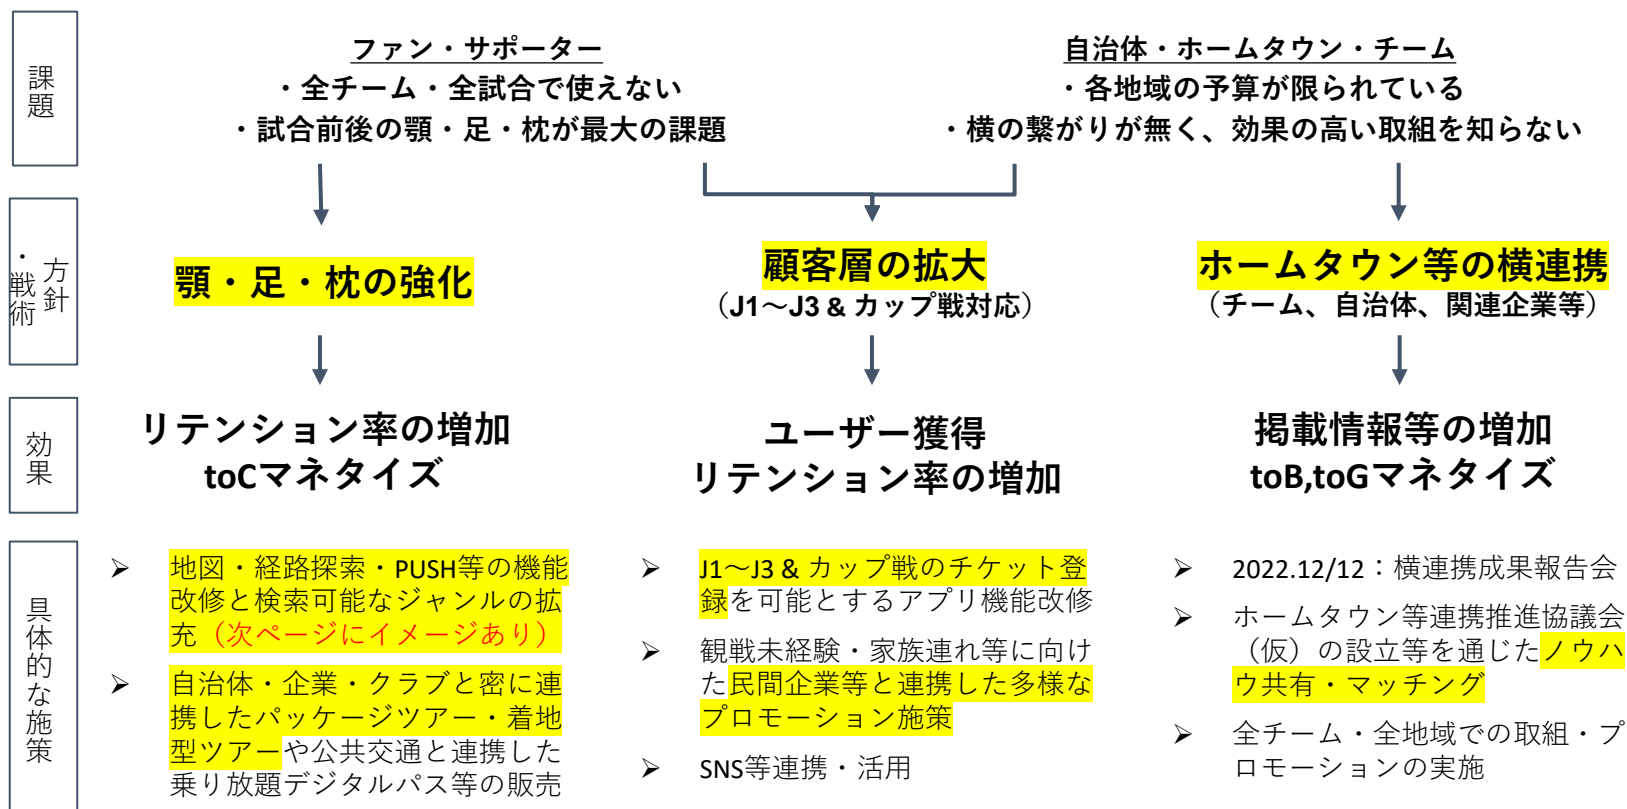 課題
ファン・サポーター
・全チーム・全試合で使えない
・試合前後の顎・足・枕が最大の課題
自治体・ホームタウン・チーム
・各地域の予算が限られている
・横の繋がりが無く、効果の高い取組を知らない
方針
・戦術
顎・足・枕の強化
顧客層の拡大
（J1～J3 & カップ戦対応）
ホームタウン等の横連携
（チーム、自治体、関連企業等）
効果
リテンション率の増加
toCマネタイズ
ユーザー獲得
リテンション率の増加
掲載情報等の増加
toB,toGマネタイズ
具体的な施策
➢ 地図・経路探索・PUSH等の機能
改修と検索可能なジャンルの拡
充（次ページにイメージあり）
➢ 自治体・企業・クラブと密に連
携したパッケージツアー・着地
型ツアーや公共交通と連携した
乗り放題デジタルパス等の販売
➢ J1～J3 & カップ戦のチケット登
録を可能とするアプリ機能改修
➢ 観戦未経験・家族連れ等に向け
た民間企業等と連携した多様な
プロモーション施策
➢ SNS等連携・活用
➢ 2022.12/12：横連携成果報告会
➢ ホームタウン等連携推進協議会
（仮）の設立等を通じたノウハ
ウ共有・マッチング
➢ 全チーム・全地域での取組・プ
ロモーションの実施